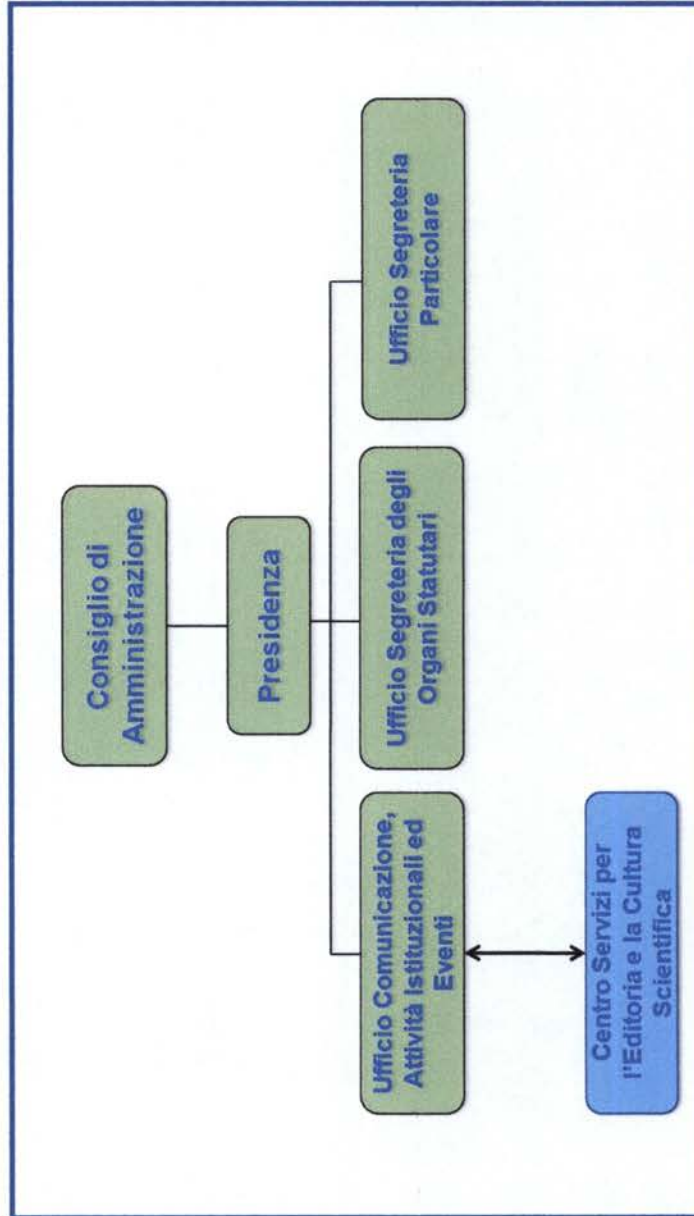 Consiglio di
Amministrazione
Presidenza
Ufficio Comunicazione,
Attività Istituzionali ed
Eventi
Ufficio Segreteria degli
Organi Statutari
Ufficio Segreteria
Particolare
Centro Servizi per
l'Editoria e la Cultura
Scientifica